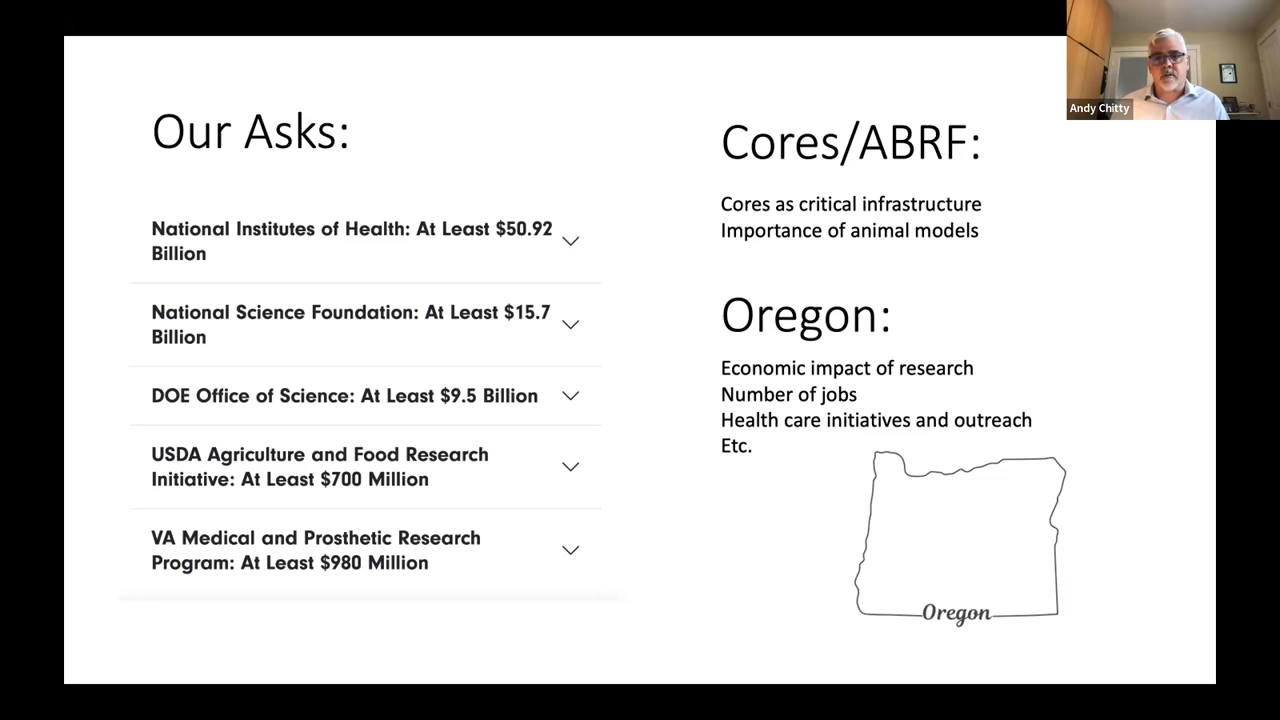 Our Asks:
National Institutes of Health: At Least $50.92
Billion
National Science Foundation: At Least $15.7
Billion
DOE Office of Science: At Least $9.5 Billion
USDA Agriculture and Food Research
Initiative: At Least $700 Million
VA Medical and Prosthetic Research
Program: At Least $980 Million
Cores/ABRF:
Cores as critical infrastructure
Importance of animal models
Oregon:
Economic impact of research
Number of jobs
Health care initiatives and outreach
Etc.
Oregon
Andy Chitty